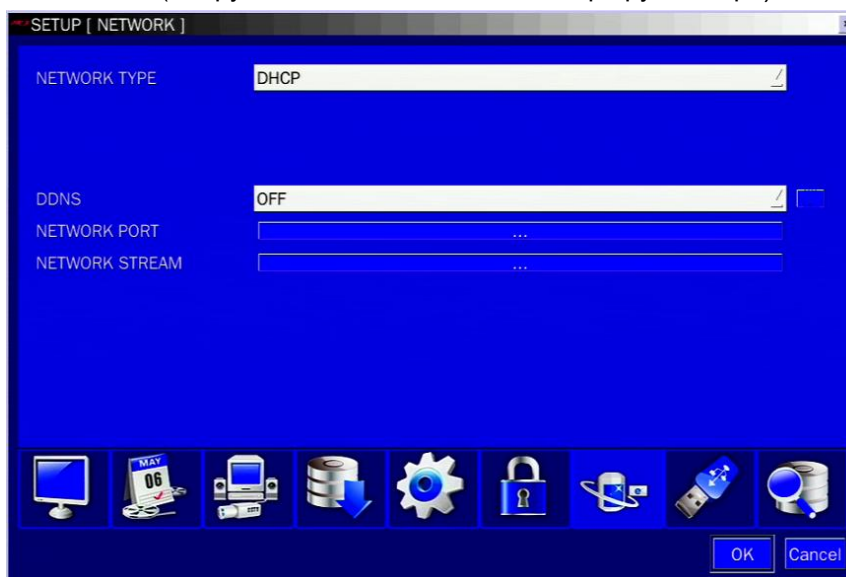 SETUP [ NETWORK ]
NETWORK TYPE DHCP
DDNS OFF
NETWORK PORT ...
NETWORK STREAM ...
MAY
06
OK Cancel